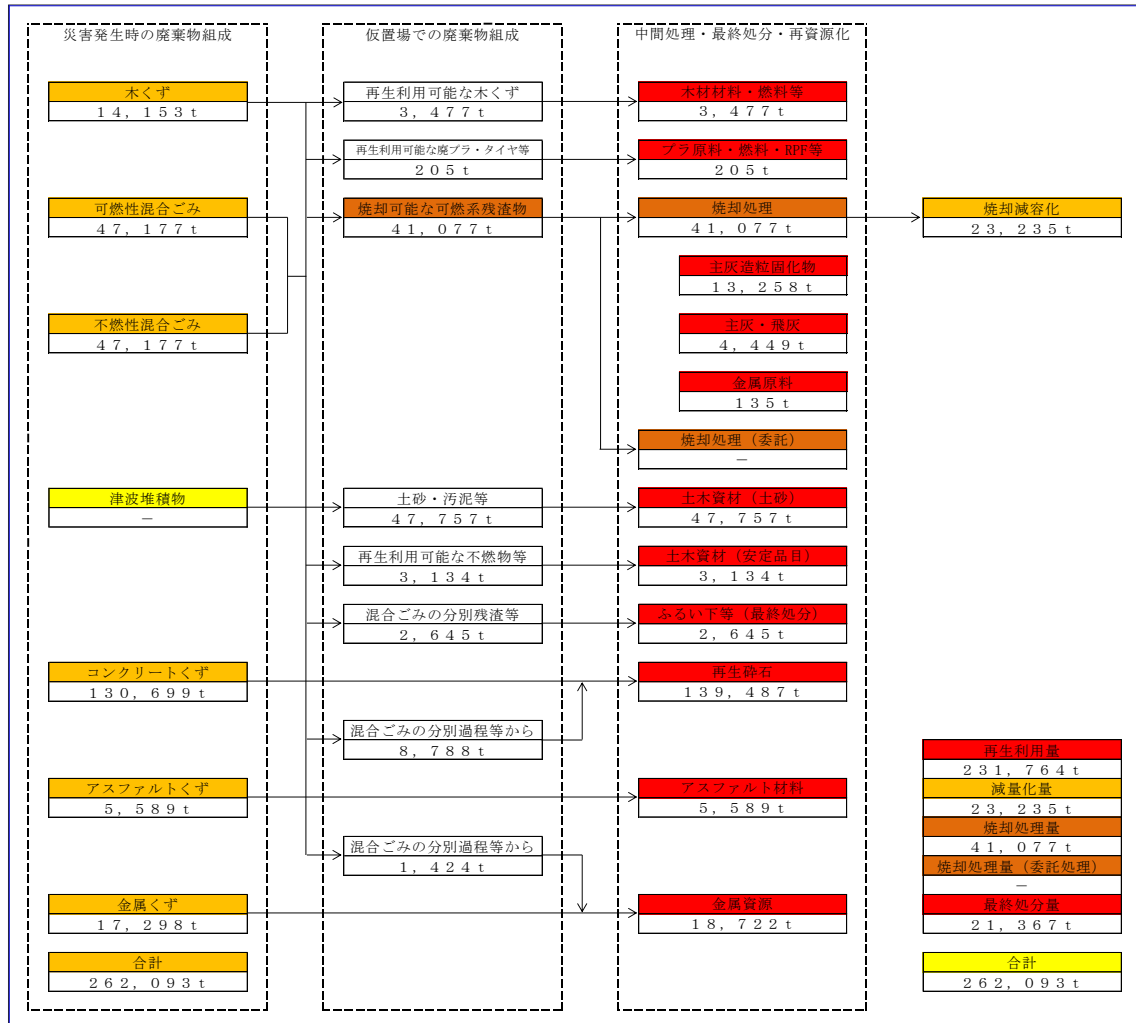 災害発生時の廃棄物組成
木くず
１４，１５３ｔ
可燃性混合ごみ
４７，１７７ｔ
不燃性混合ごみ
４７，１７７ｔ
津波堆積物
－
コンクリートくず
１３０，６９９ｔ
アスファルトくず
５，５８９ｔ
金属くず
１７，２９８ｔ
合計
２６２，０９３ｔ
仮置場での廃棄物組成
再生利用可能な木くず
３，４７７ｔ
再生利用可能な廃プラ・タイヤ等
２０５ｔ
焼却可能な可燃系残渣物
４１，０７７ｔ
土砂・汚泥等
４７，７５７ｔ
再生利用可能な不燃物等
３，１３４ｔ
混合ごみの分別残渣等
２，６４５ｔ
混合ごみの分別過程等から
８，７８８ｔ
混合ごみの分別過程等から
１，４２４ｔ
中間処理・最終処分・再資源化
木材材料・燃料等
３，４７７ｔ
プラ原料・燃料・RPF等
２０５ｔ
焼却処理
４１，０７７ｔ
主灰造粒固化物
１３，２５８ｔ
主灰・飛灰
４，４４９ｔ
金属原料
１３５ｔ
焼却処理（委託）
－
土木資材（土砂）
４７，７５７ｔ
土木資材（安定品目）
３，１３４ｔ
ふるい下等（最終処分）
２，６４５ｔ
再生砕石
１３９，４８７ｔ
アスファルト材料
５，５８９ｔ
金属資源
１８，７２２ｔ
焼却減容化
２３，２３５ｔ
再生利用量
２３１，７６４ｔ
減量化量
２３，２３５ｔ
焼却処理量
４１，０７７ｔ
焼却処理量（委託処理）
－
最終処分量
２１，３６７ｔ
合計
２６２，０９３ｔ